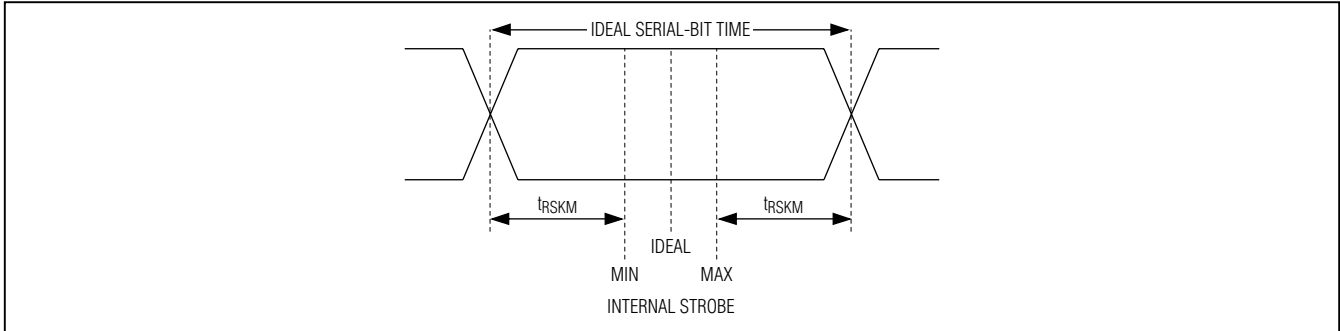 IDEAL SERIAL-BIT TIME
tRSKM tRSKM
IDEAL
MIN MAX
INTERNAL STROBE